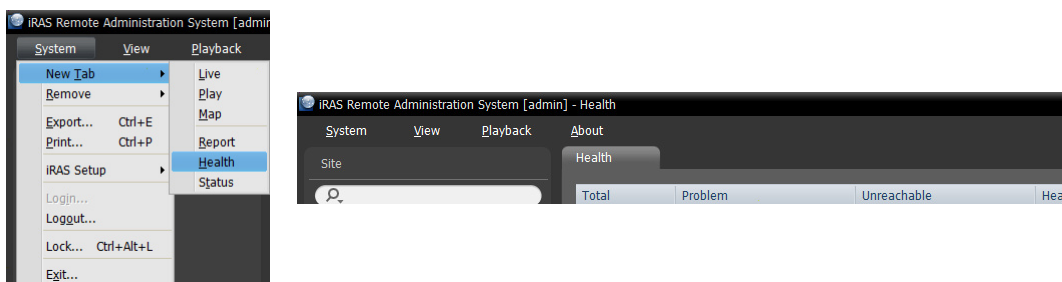 iRAS Remote Administration System [admin
System View Playback
New Tab
Remove
Export... Ctrl+E
Print... Ctrl+P
iRAS Setup
Login...
Logout...
Lock... Ctrl+Alt+L
Exit...
Live
Play
Map
Report
Health
Status
iRAS Remote Administration System [admin] - Health
System View Playback About
Site
Health
Total Problem Unreachable Hea